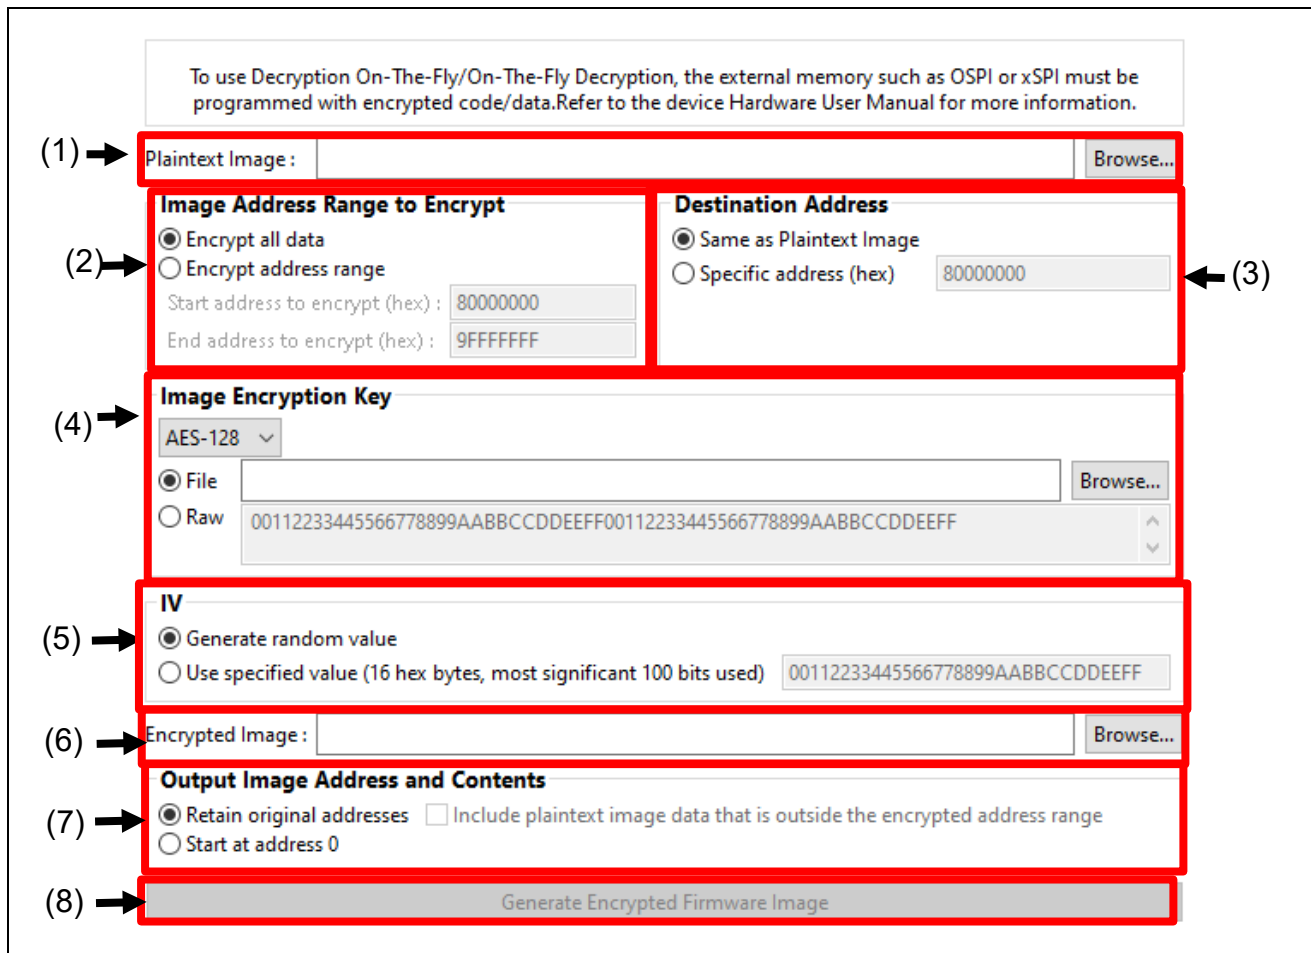 To use Decryption On-The-Fly/On-The-Fly Decryption, the external memory such as OSPI or xSPI must be
programmed with encrypted code/data.Refer to the device Hardware User Manual for more information.
(1)
Plaintext Image : Browse...
(2)
Image Address Range to Encrypt
Encrypt all data
Encrypt address range
Start address to encrypt (hex) : 80000000
End address to encrypt (hex) : 9FFFFFFF
Destination Address
Same as Plaintext Image
Specific address (hex) 80000000
(3)
(4)
Image Encryption Key
AES-128
File Browse...
Raw 00112233445566778899AABBCCDDEEFF00112233445566778899AABBCCDDEEFF
(5)
IV
Generate random value
Use specified value (16 hex bytes, most significant 100 bits used) 00112233445566778899AABBCCDDEEFF
(6)
Encrypted Image : Browse...
(7)
Output Image Address and Contents
Retain original addresses Include plaintext image data that is outside the encrypted address range
Start at address 0
(8)
Generate Encrypted Firmware Image